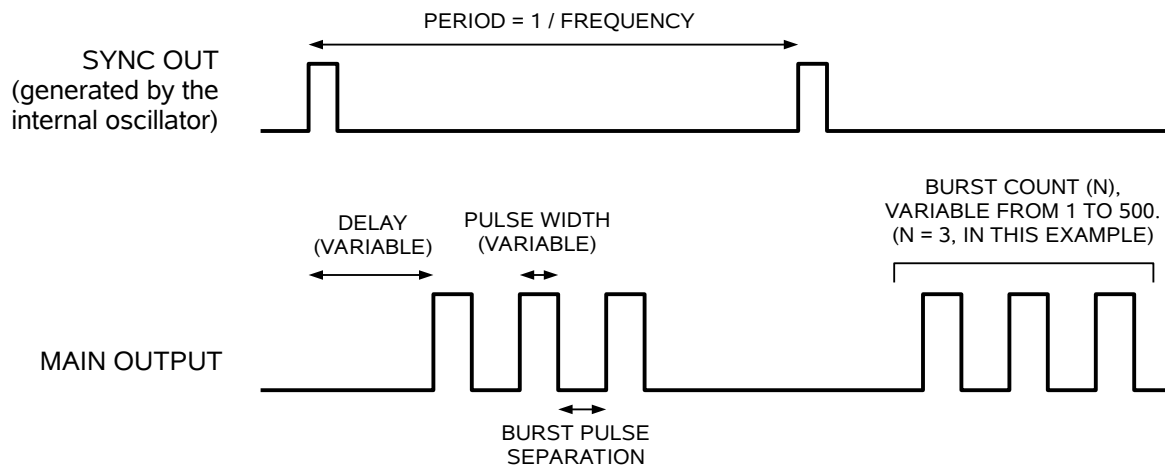 PERIOD = 1 / FREQUENCY
SYNC OUT
(generated by the
internal oscillator)
BURST COUNT (N),
VARIABLE FROM 1 TO 500.
(N = 3, IN THIS EXAMPLE)
DELAY
(VARIABLE)
PULSE WIDTH
(VARIABLE)
MAIN OUTPUT
BURST PULSE
SEPARATION